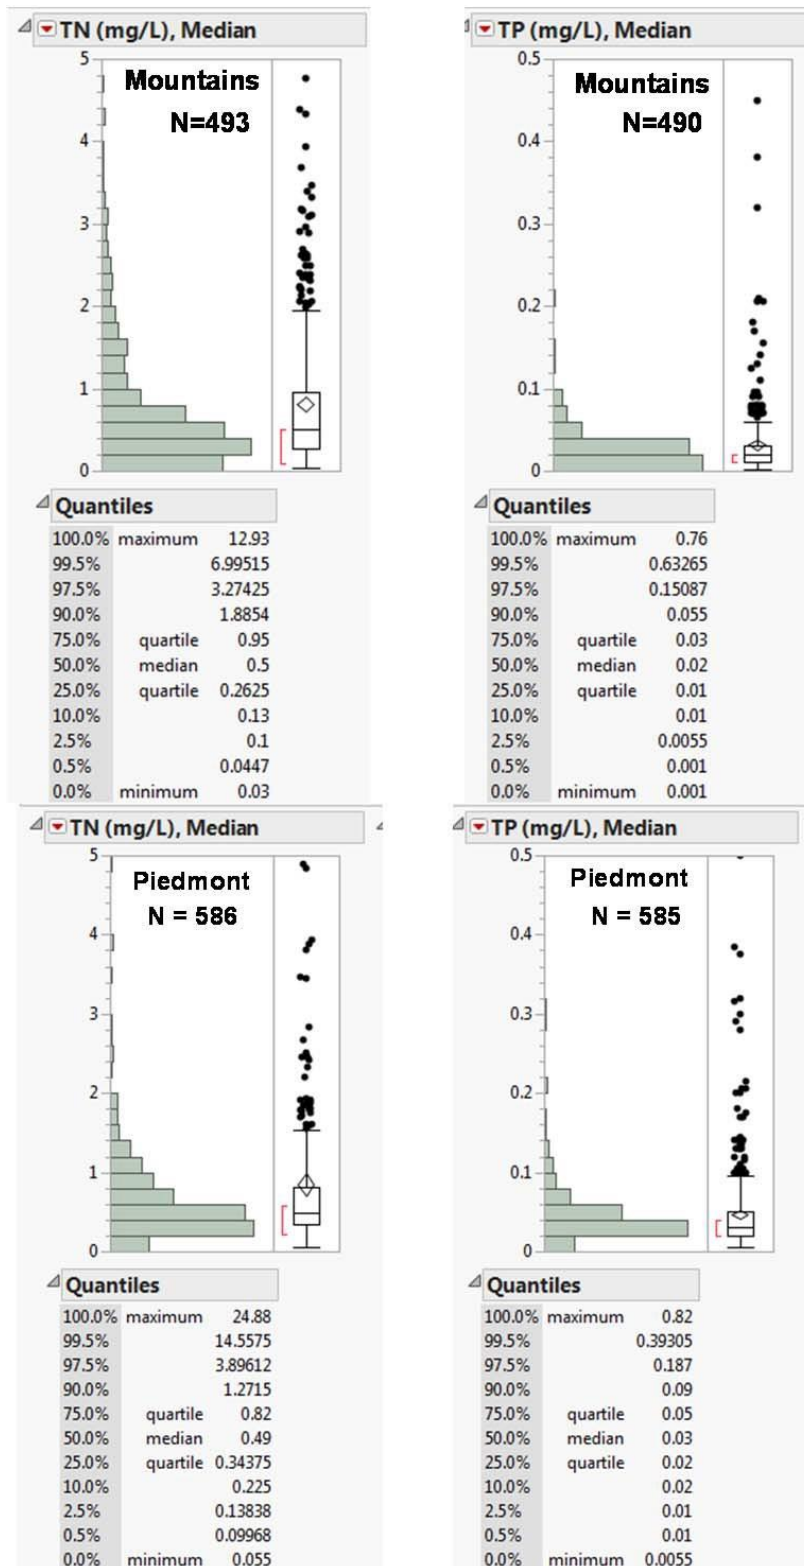 TN (mg/L), Median
Mountains
N=493
5
4
3
2
1
0
Quantiles
100.0% maximum 12.93
99.5% 6.99515
97.5% 3.27425
90.0% 1.8854
75.0% quartile 0.95
50.0% median 0.5
25.0% quartile 0.2625
10.0% 0.13
2.5% 0.1
0.5% 0.0447
0.0% minimum 0.03
TP (mg/L), Median
Mountains
N=490
0.5
0.4
0.3
0.2
0.1
0
Quantiles
100.0% maximum 0.76
99.5% 0.63265
97.5% 0.15087
90.0% 0.055
75.0% quartile 0.03
50.0% median 0.02
25.0% quartile 0.01
10.0% 0.01
2.5% 0.0055
0.5% 0.001
0.0% minimum 0.001
TN (mg/L), Median
Piedmont
N = 586
5
4
3
2
1
0
Quantiles
100.0% maximum 24.88
99.5% 14.5575
97.5% 3.89612
90.0% 1.2715
75.0% quartile 0.82
50.0% median 0.49
25.0% quartile 0.34375
10.0% 0.225
2.5% 0.13838
0.5% 0.09968
0.0% minimum 0.055
TP (mg/L), Median
Piedmont
N = 585
0.5
0.4
0.3
0.2
0.1
0
Quantiles
100.0% maximum 0.82
99.5% 0.39305
97.5% 0.187
90.0% 0.09
75.0% quartile 0.05
50.0% median 0.03
25.0% quartile 0.02
10.0% 0.02
2.5% 0.01
0.5% 0.01
0.0% minimum 0.0055